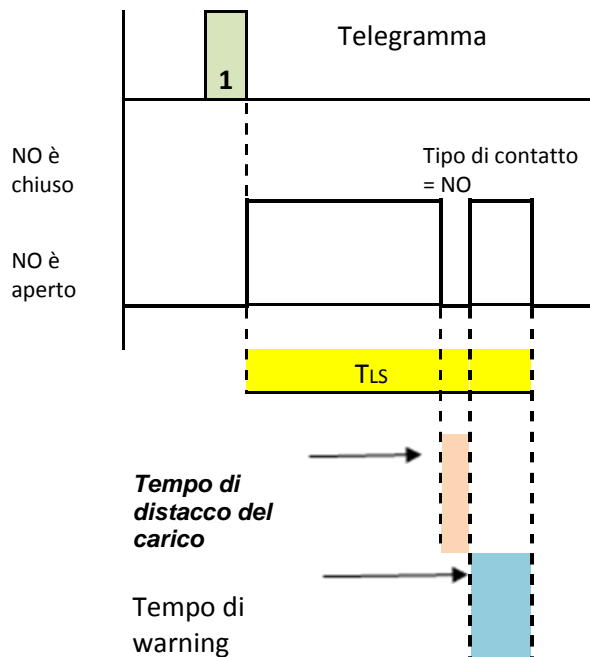 Telegramma
1
NO è
chiuso
Tipo di contatto
= NO
NO è
aperto
TLS
Tempo di
distacco del
carico
Tempo di
warning